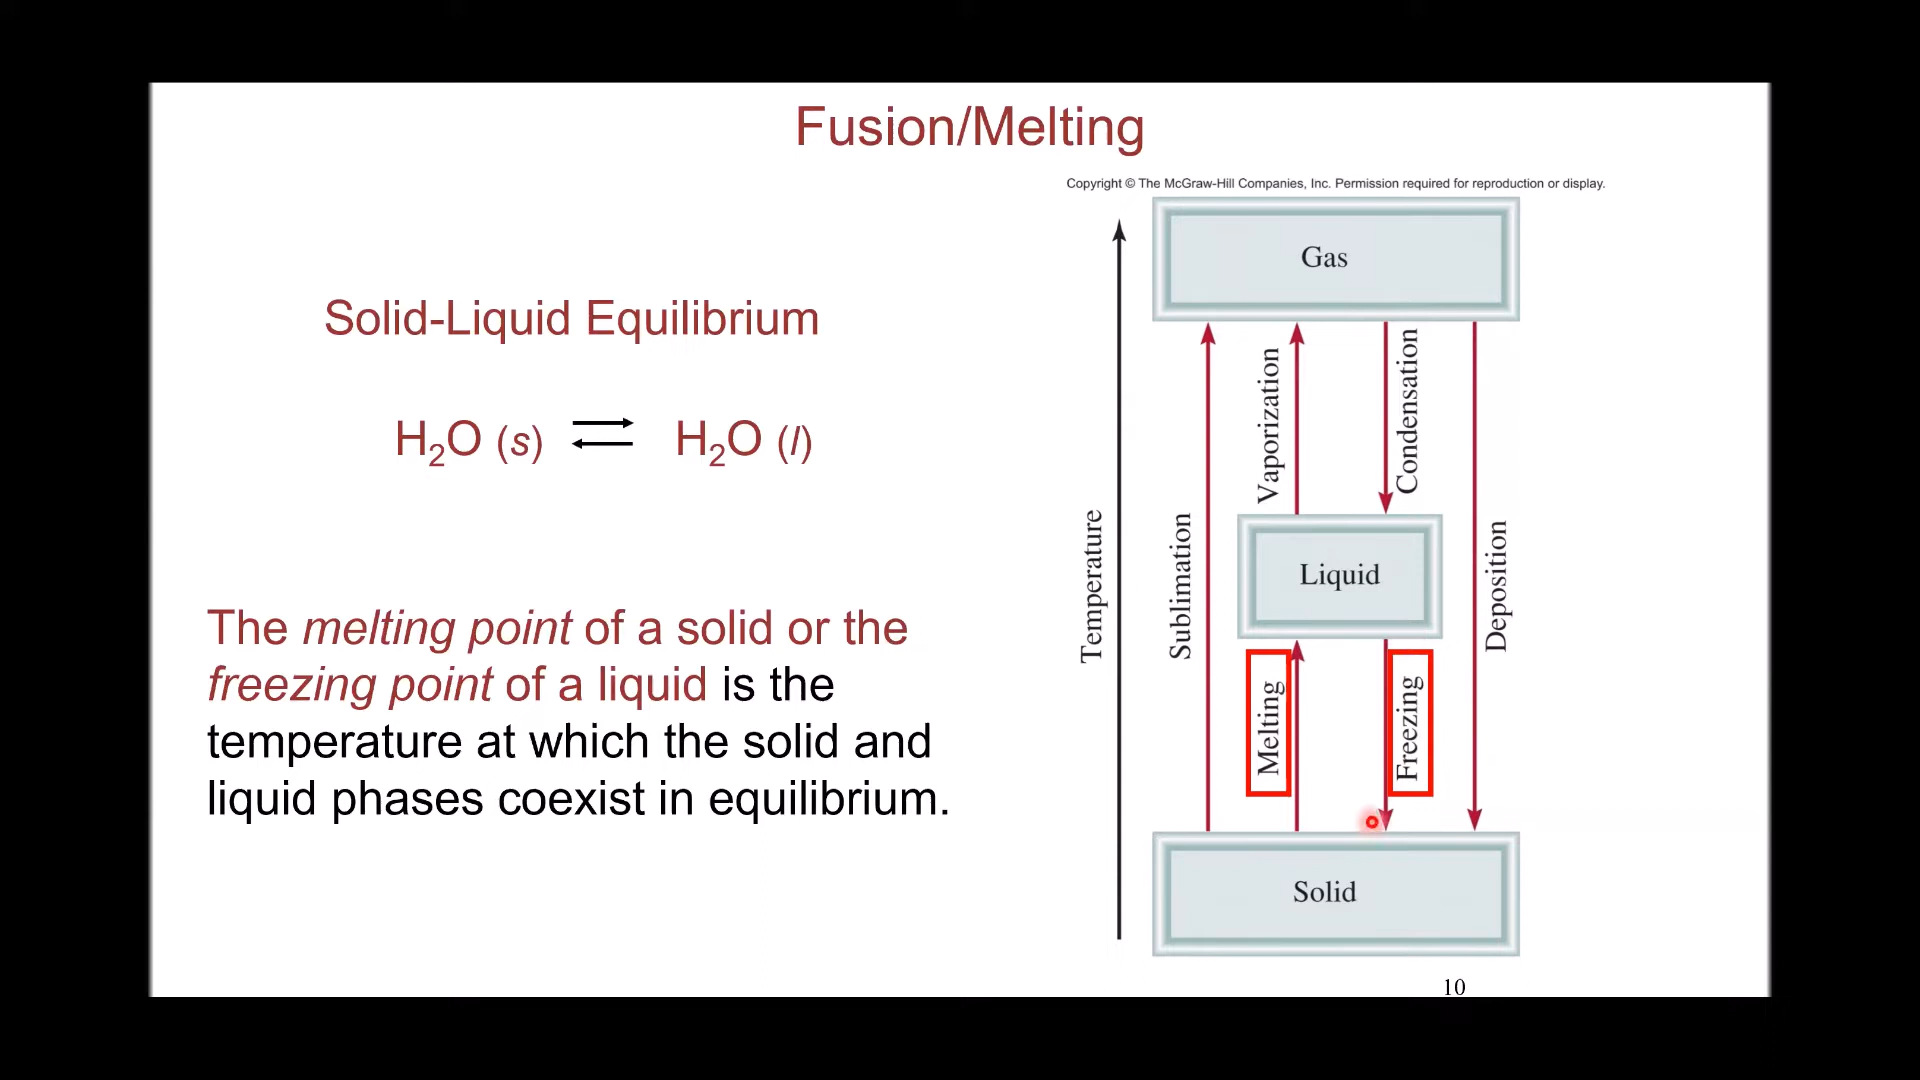 Fusion/Melting
Copyright © The McGraw-Hill Companies, Inc. Permission required for reproduction or display.
Solid-Liquid Equilibrium
H₂O (s) ⇌ H₂O (l)
The melting point of a solid or the
freezing point of a liquid is the
temperature at which the solid and
liquid phases coexist in equilibrium.
Temperature
Gas
Sublimation
Vaporization
Condensation
Deposition
Liquid
Melting
Freezing
Solid
10